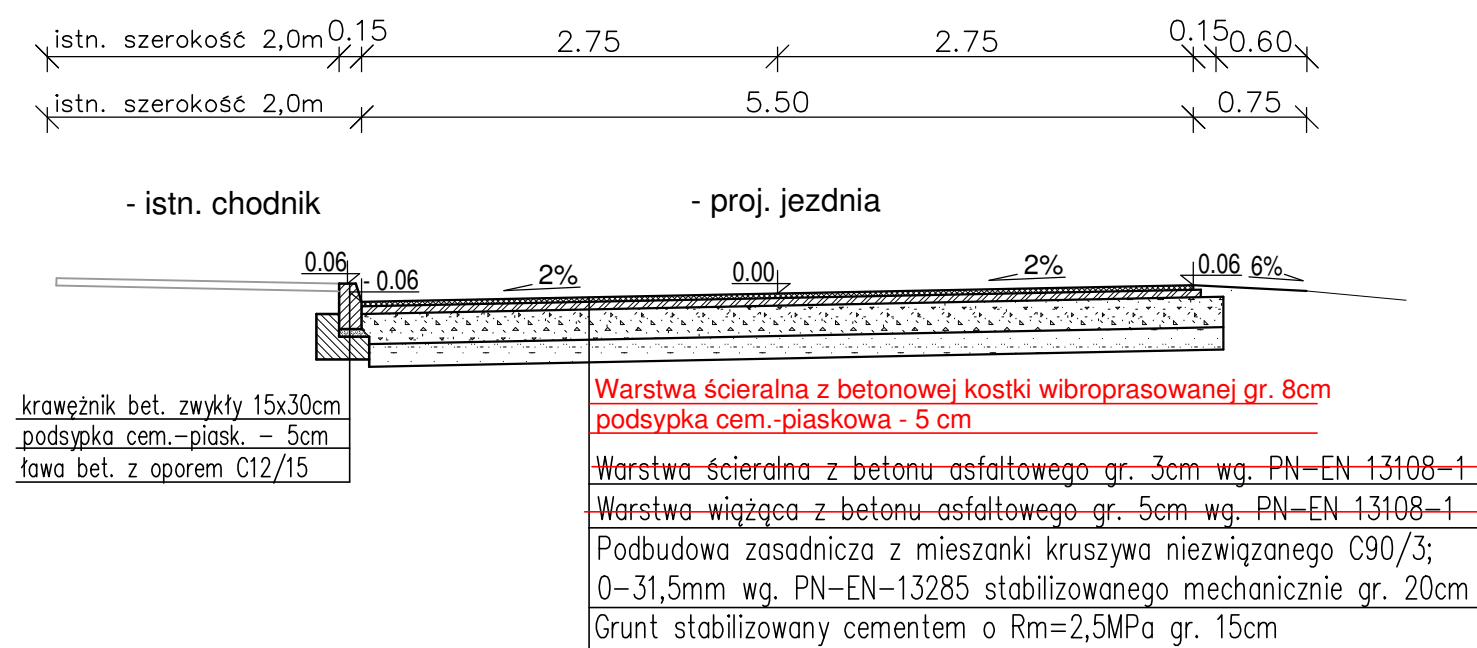 istn. szerokość 2,0m 0.15 2.75 2.75 0.15 0.60
istn. szerokość 2,0m 5.50 0.75
- istn. chodnik - proj. jezdnia
0.06 - 0.06 2% 0.00 2% 0.06 6%
krawężnik bet. zwykły 15x30cm
podsypka cem.-piask. - 5cm
ława bet. z oporem C12/15
Warstwa ścieralna z betonowej kostki wibroprasowanej gr. 8cm
podsypka cem.-piaskowa - 5 cm
Warstwa ścieralna z betonu asfaltowego gr. 3cm wg. PN-EN 13108-1
Warstwa wiążąca z betonu asfaltowego gr. 5cm wg. PN-EN 13108-1
Podbudowa zasadnicza z mieszanki kruszywa niezwiązanego C90/3;
0-31,5mm wg. PN-EN-13285 stabilizowanego mechanicznie gr. 20cm
Grunt stabilizowany cementem o Rm=2,5MPa gr. 15cm